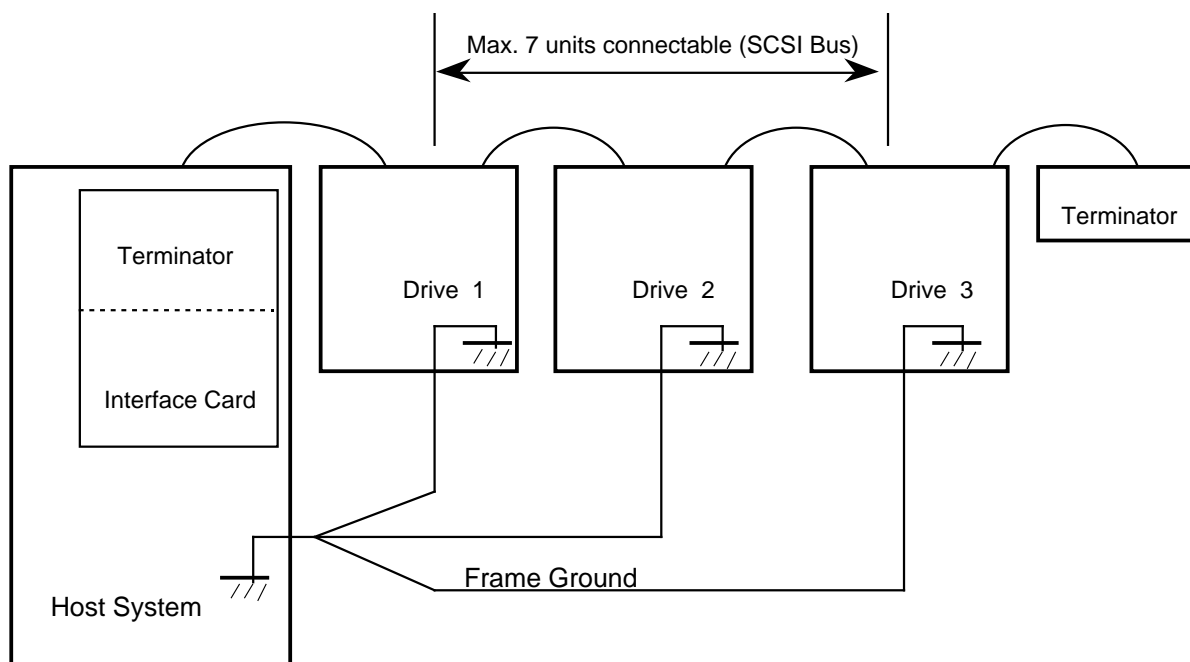 Max. 7 units connectable (SCSI Bus)
Terminator
Terminator
Drive 1
Drive 2
Drive 3
Interface Card
Frame Ground
Host System